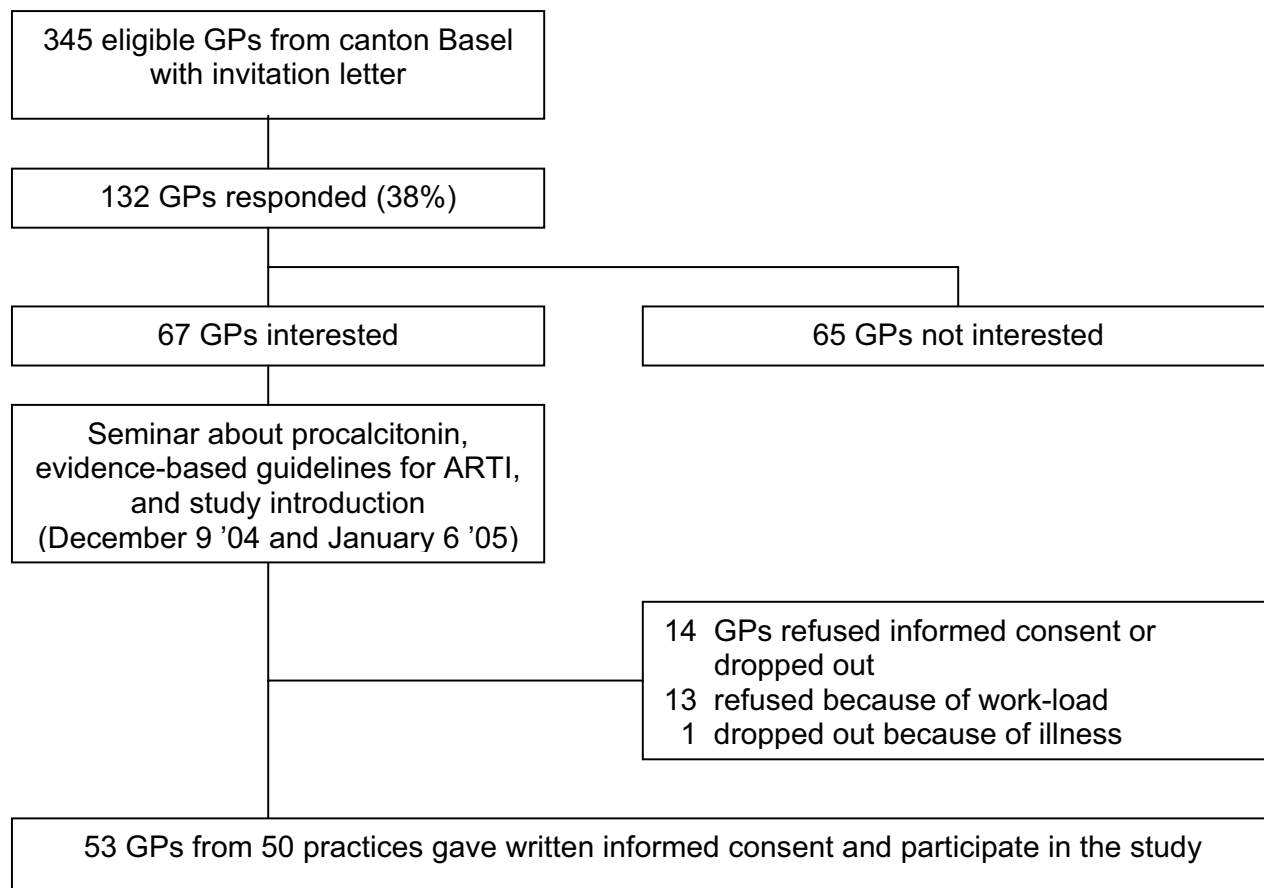 345 eligible GPs from canton Basel
with invitation letter
132 GPs responded (38%)
67 GPs interested
65 GPs not interested
Seminar about procalcitonin,
evidence-based guidelines for ARTI,
and study introduction
(December 9 ’04 and January 6 ’05)
14 GPs refused informed consent or
dropped out
13 refused because of work-load
1 dropped out because of illness
53 GPs from 50 practices gave written informed consent and participate in the study